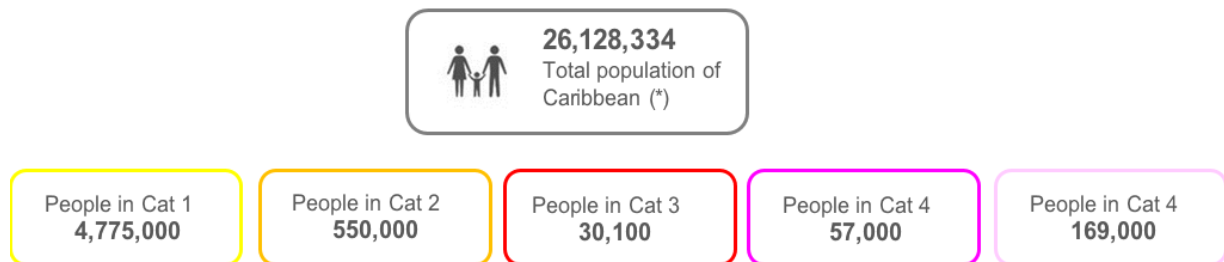 26,128,334
Total population of
Caribbean (*)
People in Cat 1
4,775,000
People in Cat 2
550,000
People in Cat 3
30,100
People in Cat 4
57,000
People in Cat 4
169,000